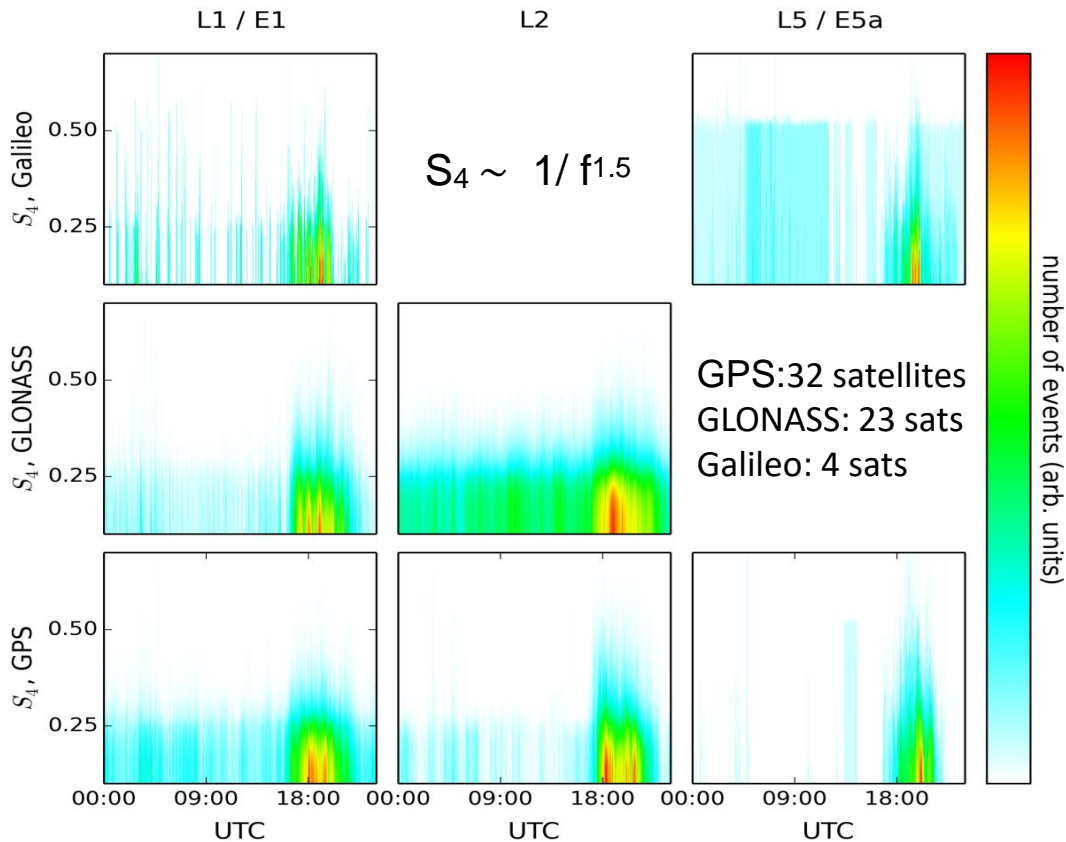 L1 / E1
L2
L5 / E5a
S₄, Galileo
0.50
0.25
S₄ ~ 1/ f¹·⁵
S₄, GLONASS
0.50
0.25
GPS:32 satellites
GLONASS: 23 sats
Galileo: 4 sats
S₄, GPS
0.50
0.25
00:00 09:00 18:00 00:00 09:00 18:00 00:00 09:00 18:00
UTC UTC UTC
number of events (arb. units)